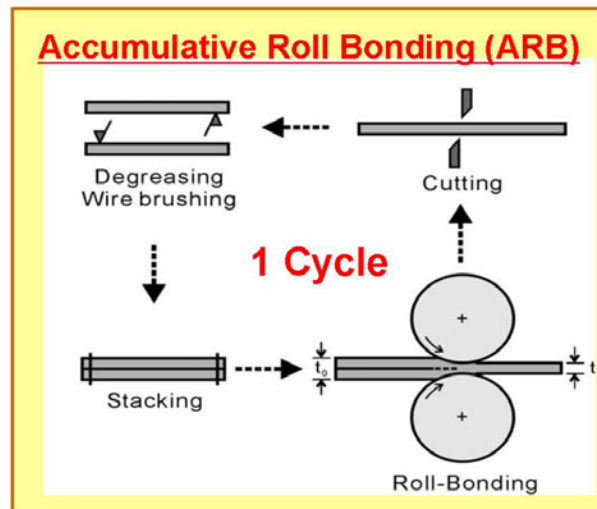 Accumulative Roll Bonding (ARB)
Degreasing
Wire brushing
Cutting
1 Cycle
Stacking
t₀
t
Roll-Bonding